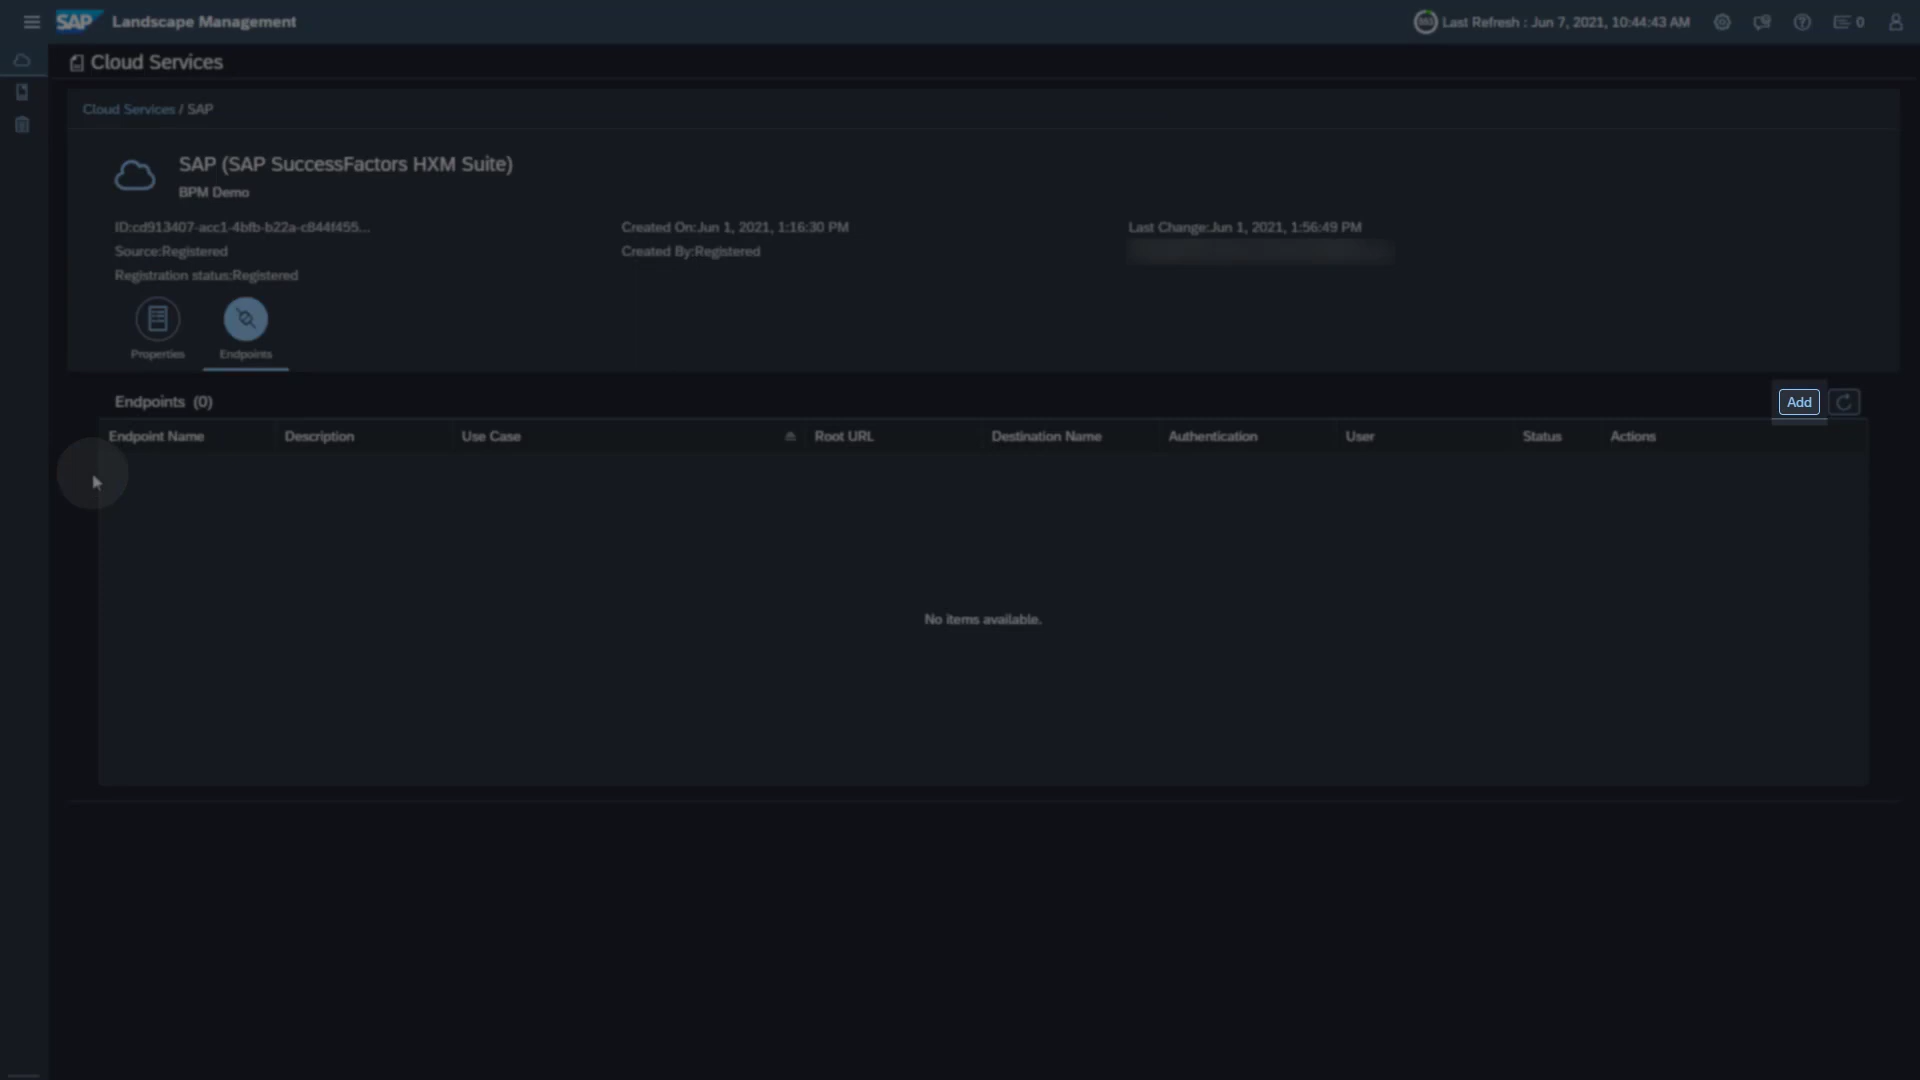 SAP Landscape Management
Last Refresh : Jun 7, 2021, 10:44:43 AM
0
Cloud Services
Cloud Services / SAP
SAP (SAP SuccessFactors HXM Suite)
BPM Demo
ID:cd913407-acc1-4bfb-b22a-c844f455...
Created On:Jun 1, 2021, 1:16:30 PM
Last Change:Jun 1, 2021, 1:56:49 PM
Source:Registered
Created By:Registered
Registration status:Registered
Properties
Endpoints
Endpoints (0)
Add
Endpoint Name
Description
Use Case
Root URL
Destination Name
Authentication
User
Status
Actions
No items available.